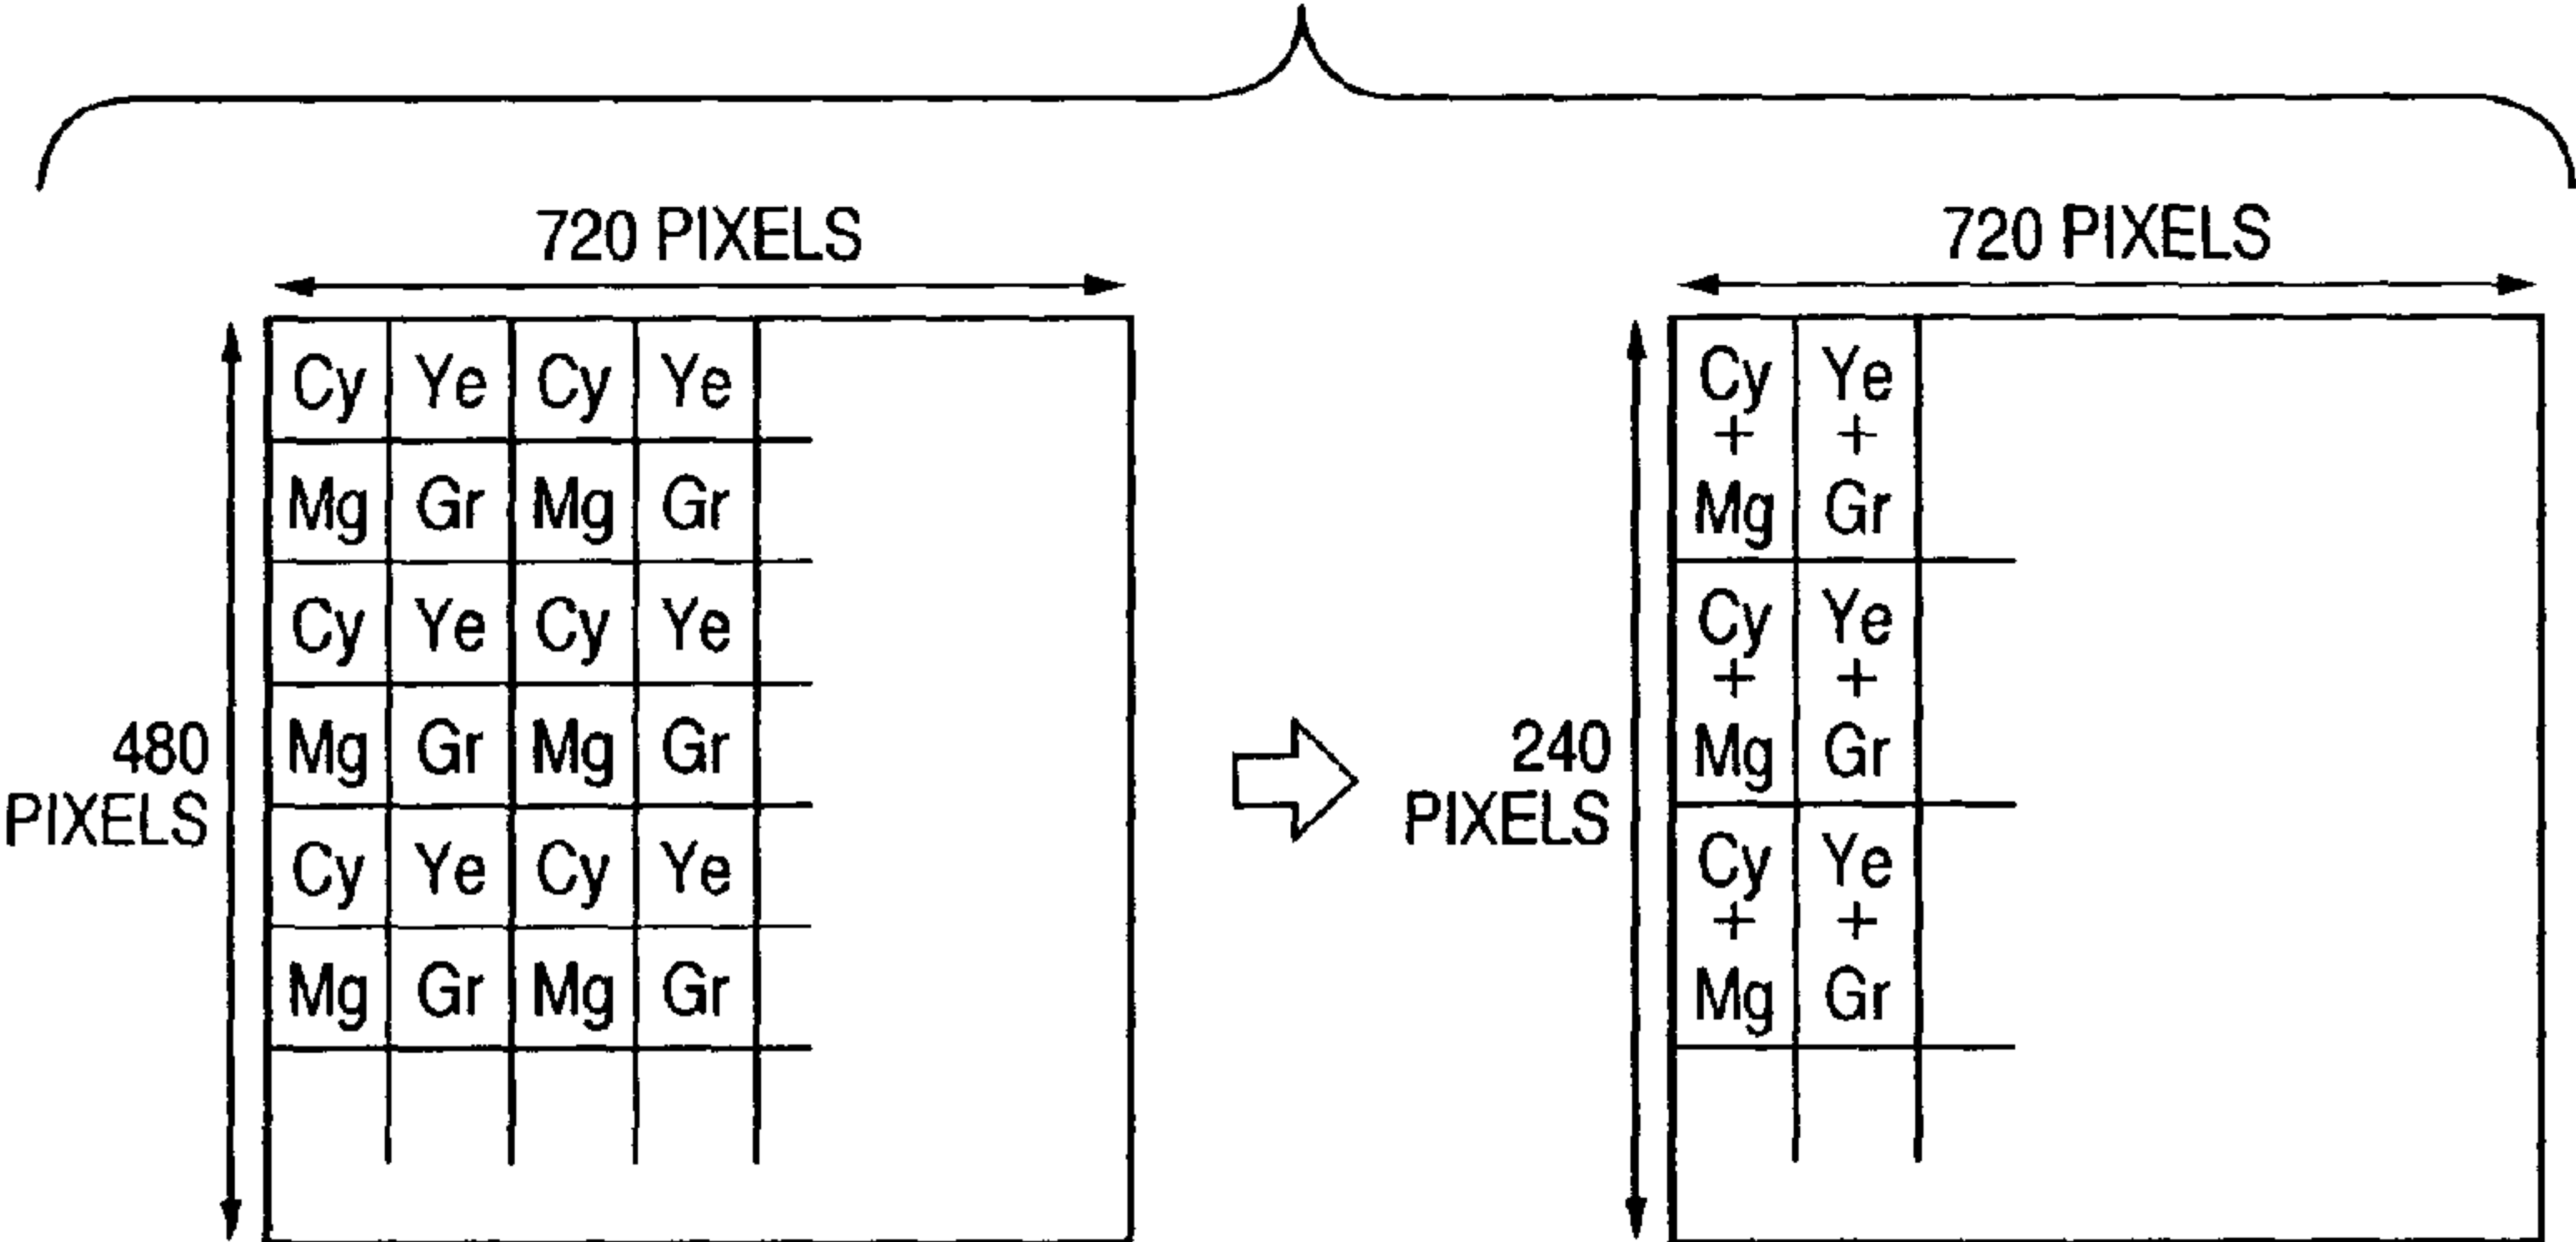 720 PIXELS
480
PIXELS
Cy Ye Cy Ye
Mg Gr Mg Gr
Cy Ye Cy Ye
Mg Gr Mg Gr
Cy Ye Cy Ye
Mg Gr Mg Gr
720 PIXELS
240
PIXELS
Cy Ye
+ +
Mg Gr
Cy Ye
+ +
Mg Gr
Cy Ye
+ +
Mg Gr